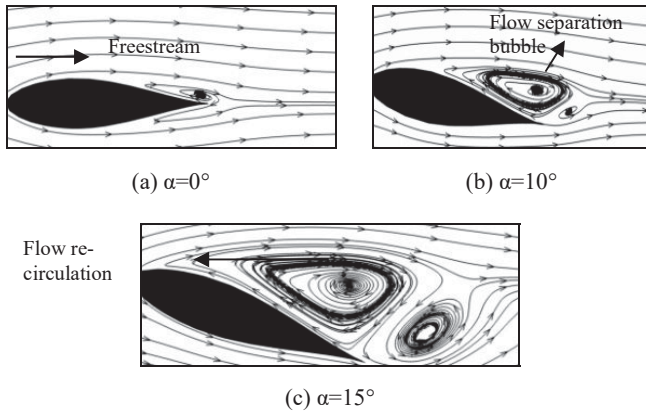 Freestream
Flow separation
bubble
(a) α=0°
(b) α=10°
Flow re-
circulation
(c) α=15°